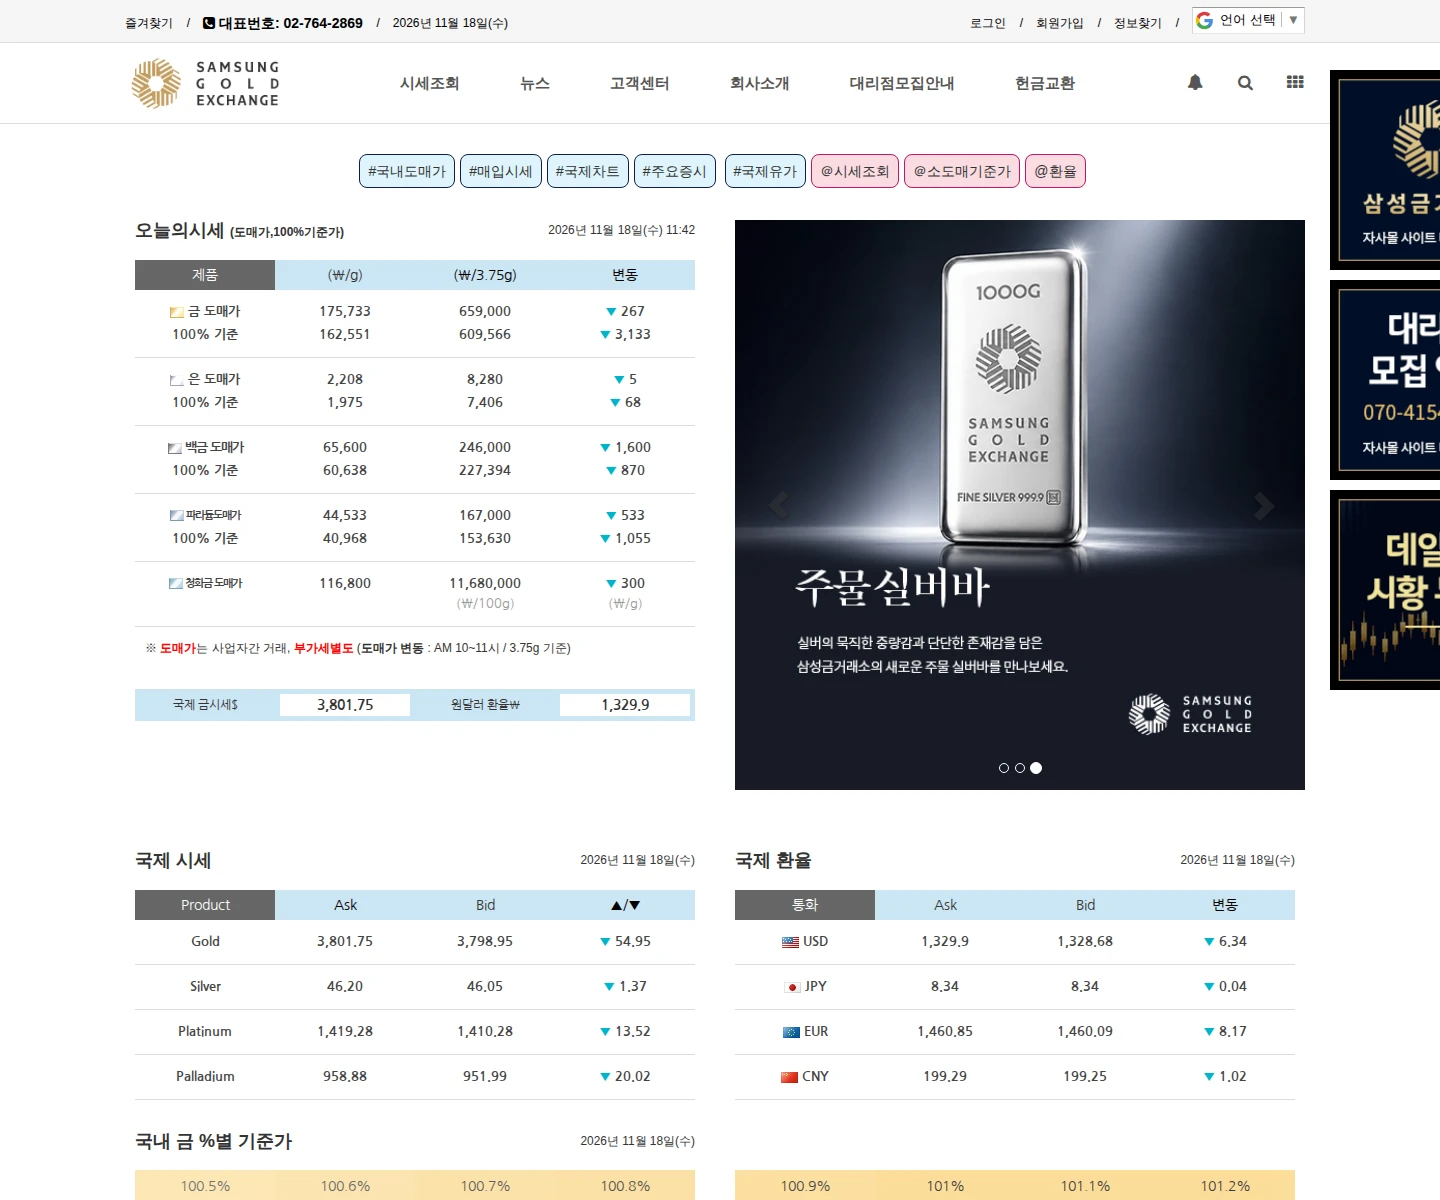 즐겨찾기 / 대표번호: 02-764-2869 / 2026년 11월 18일(수)
로그인 / 회원가입 / 정보찾기 / 언어 선택 ▼
SAMSUNG
GOLD
EXCHANGE
시세조회 뉴스 고객센터 회사소개 대리점모집안내 헌금교환
#국내도매가 #매입시세 #국제차트 #주요증시 #국제유가 @시세조회 @소도매기준가 @환율
오늘의시세 (도매가,100%기준가) 2026년 11월 18일(수) 11:42
제품 (₩/g) (₩/3.75g) 변동
금 도매가 175,733 659,000 ▼ 267
100% 기준 162,551 609,566 ▼ 3,133
은 도매가 2,208 8,280 ▼ 5
100% 기준 1,975 7,406 ▼ 68
백금 도매가 65,600 246,000 ▼ 1,600
100% 기준 60,638 227,394 ▼ 870
파라듐도매가 44,533 167,000 ▼ 533
100% 기준 40,968 153,630 ▼ 1,055
청화금도매가 116,800 11,680,000 ▼ 300
(₩/100g) (₩/g)
※ 도매가는 사업자간 거래, 부가세별도 (도매가 변동 : AM 10~11시 / 3.75g 기준)
국제 금시세$ 3,801.75 원달러 환율₩ 1,329.9
1000G
SAMSUNG
GOLD
EXCHANGE
FINE SILVER 999.9
주물실버바
실버의 묵직한 중량감과 단단한 존재감을 담은
삼성금거래소의 새로운 주물 실버바를 만나보세요.
SAMSUNG
GOLD
EXCHANGE
삼성금
자사몰 사이트
대리
모집
070-415
자사몰 사이트
데일
시황
국제 시세 2026년 11월 18일(수)
Product Ask Bid ▲/▼
Gold 3,801.75 3,798.95 ▼ 54.95
Silver 46.20 46.05 ▼ 1.37
Platinum 1,419.28 1,410.28 ▼ 13.52
Palladium 958.88 951.99 ▼ 20.02
국제 환율 2026년 11월 18일(수)
통화 Ask Bid 변동
USD 1,329.9 1,328.68 ▼ 6.34
JPY 8.34 8.34 ▼ 0.04
EUR 1,460.85 1,460.09 ▼ 8.17
CNY 199.29 199.25 ▼ 1.02
국내 금 %별 기준가 2026년 11월 18일(수)
100.5% 100.6% 100.7% 100.8%
100.9% 101% 101.1% 101.2%